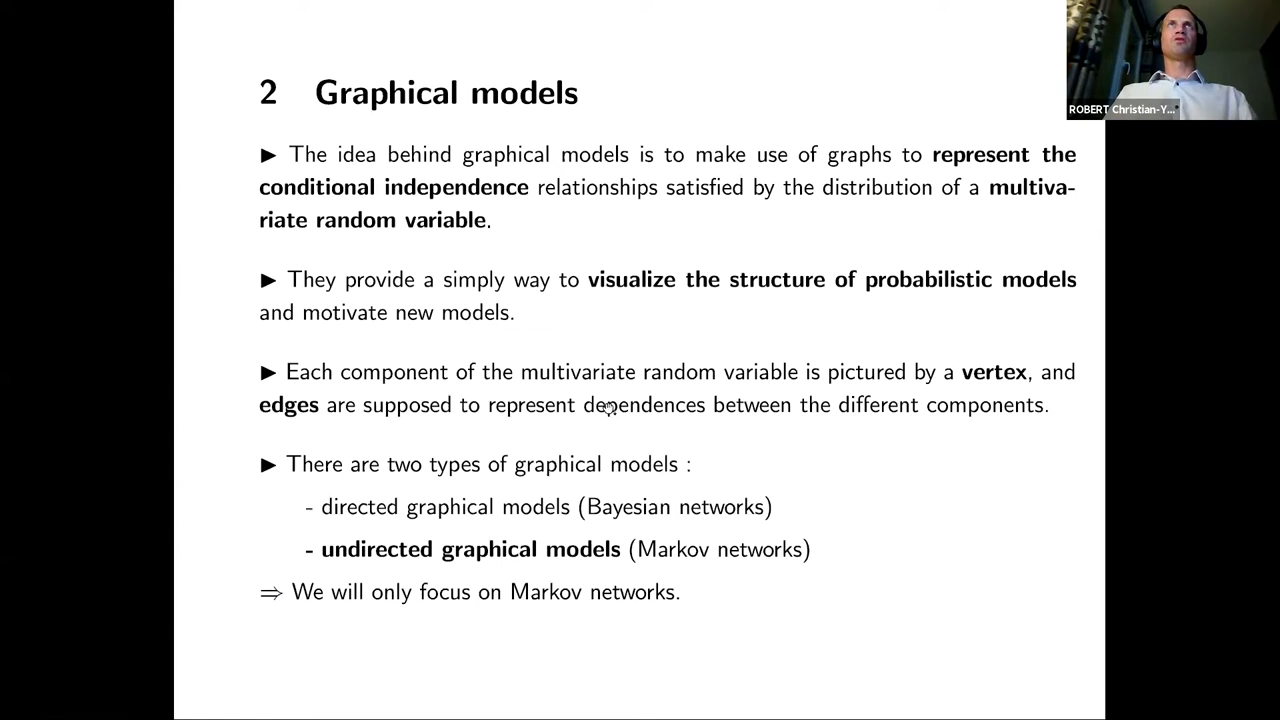 2 Graphical models
ROBERT Christian-Y...
► The idea behind graphical models is to make use of graphs to represent the
conditional independence relationships satisfied by the distribution of a multiva-
riate random variable.
► They provide a simply way to visualize the structure of probabilistic models
and motivate new models.
► Each component of the multivariate random variable is pictured by a vertex, and
edges are supposed to represent dependences between the different components.
► There are two types of graphical models :
- directed graphical models (Bayesian networks)
- undirected graphical models (Markov networks)
⇒ We will only focus on Markov networks.